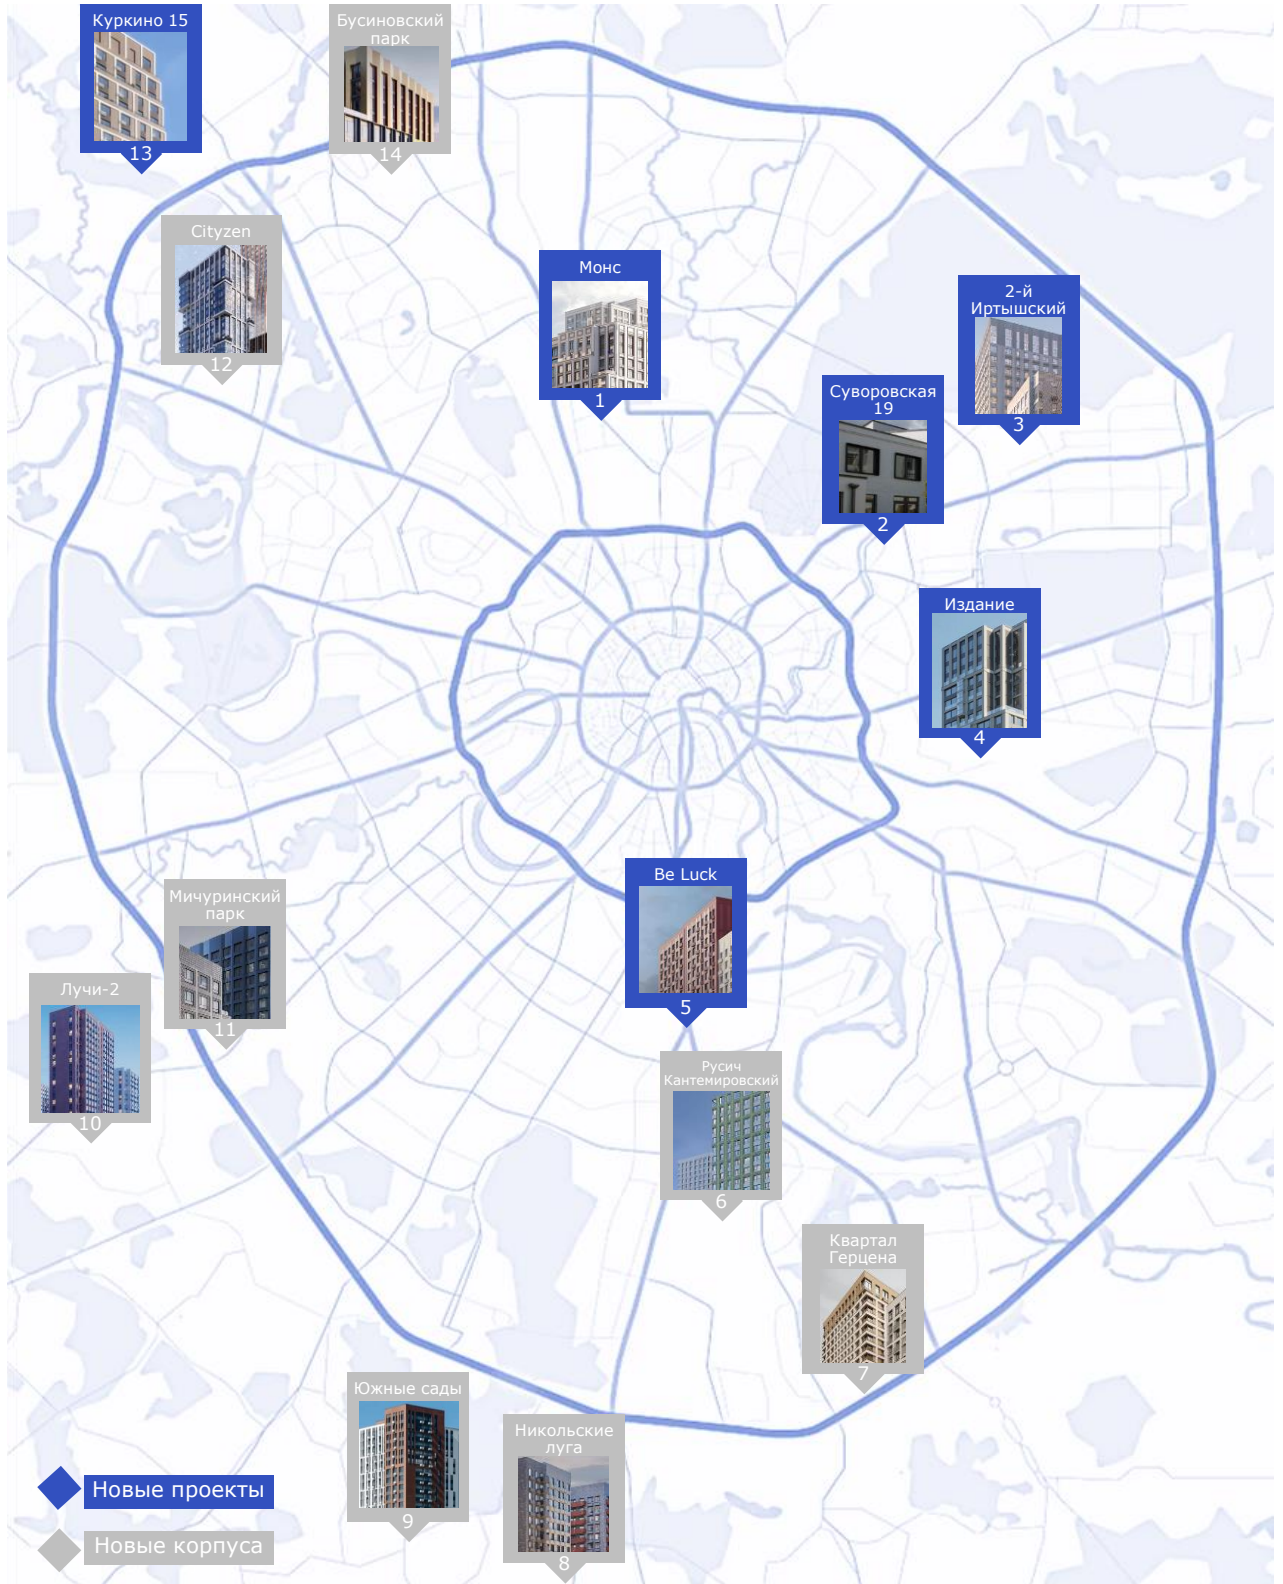 Куркино 15
13
Бусиновский
парк
14
Cityzen
12
Монс
1
2-й
Иртышский
3
Суворовская
19
2
Издание
4
Be Luck
5
Мичуринский
парк
11
Лучи-2
10
Русич
Кантемировский
6
Квартал
Герцена
7
Южные сады
9
Никольские
луга
8
Новые проекты
Новые корпуса